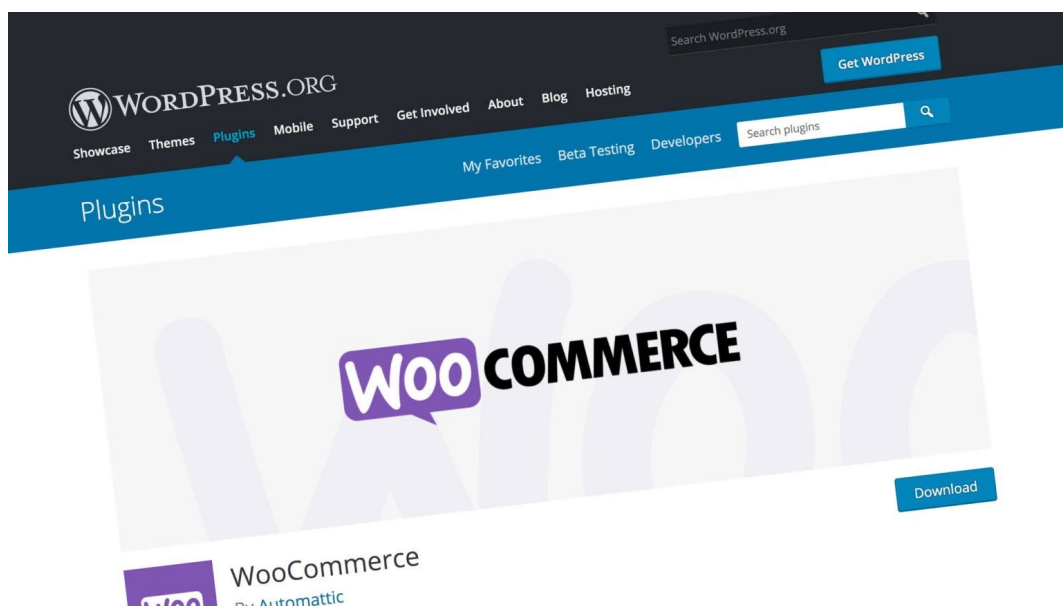 Search WordPress.org
WORDPRESS.ORG
Get WordPress
Showcase Themes Plugins Mobile Support Get Involved About Blog Hosting
Plugins
My Favorites Beta Testing Developers Search plugins
WOO COMMERCE
Download
WooCommerce
By Automattic